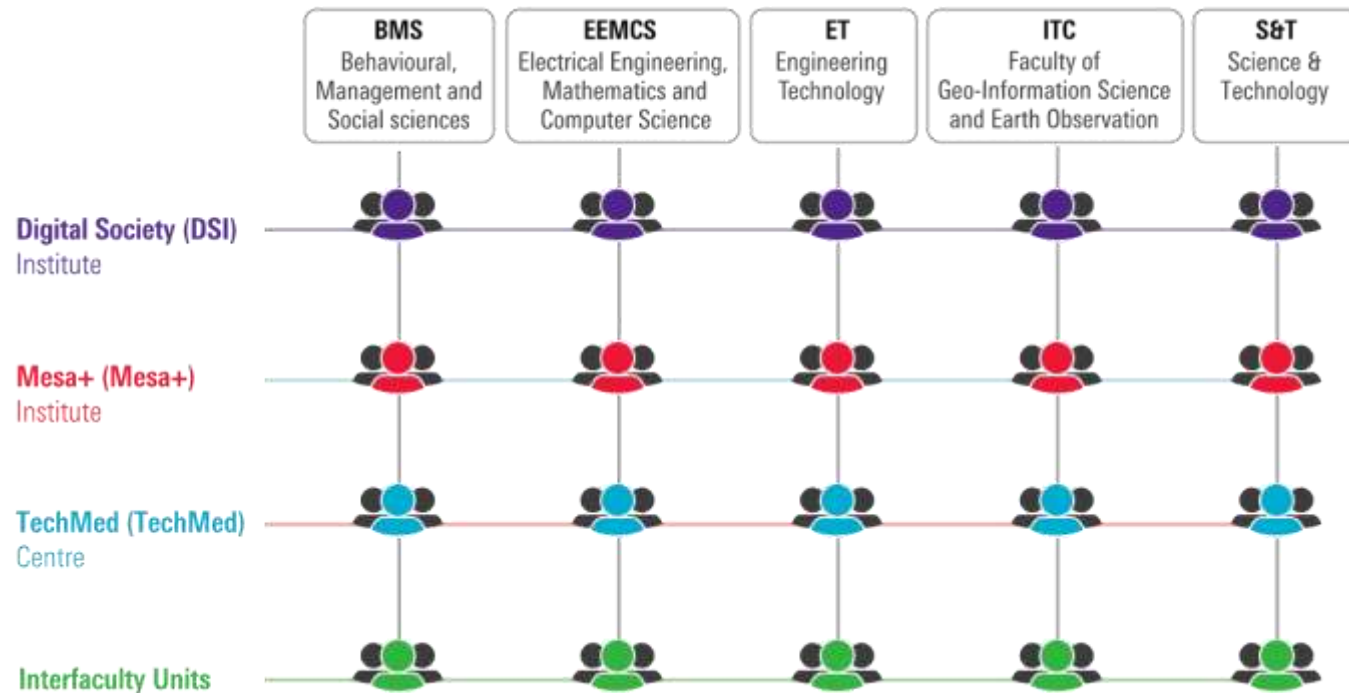 BMS
Behavioural,
Management and
Social sciences
EEMCS
Electrical Engineering,
Mathematics and
Computer Science
ET
Engineering
Technology
ITC
Faculty of
Geo-Information Science
and Earth Observation
S&T
Science &
Technology
Digital Society (DSI)
Institute
Mesa+ (Mesa+)
Institute
TechMed (TechMed)
Centre
Interfaculty Units